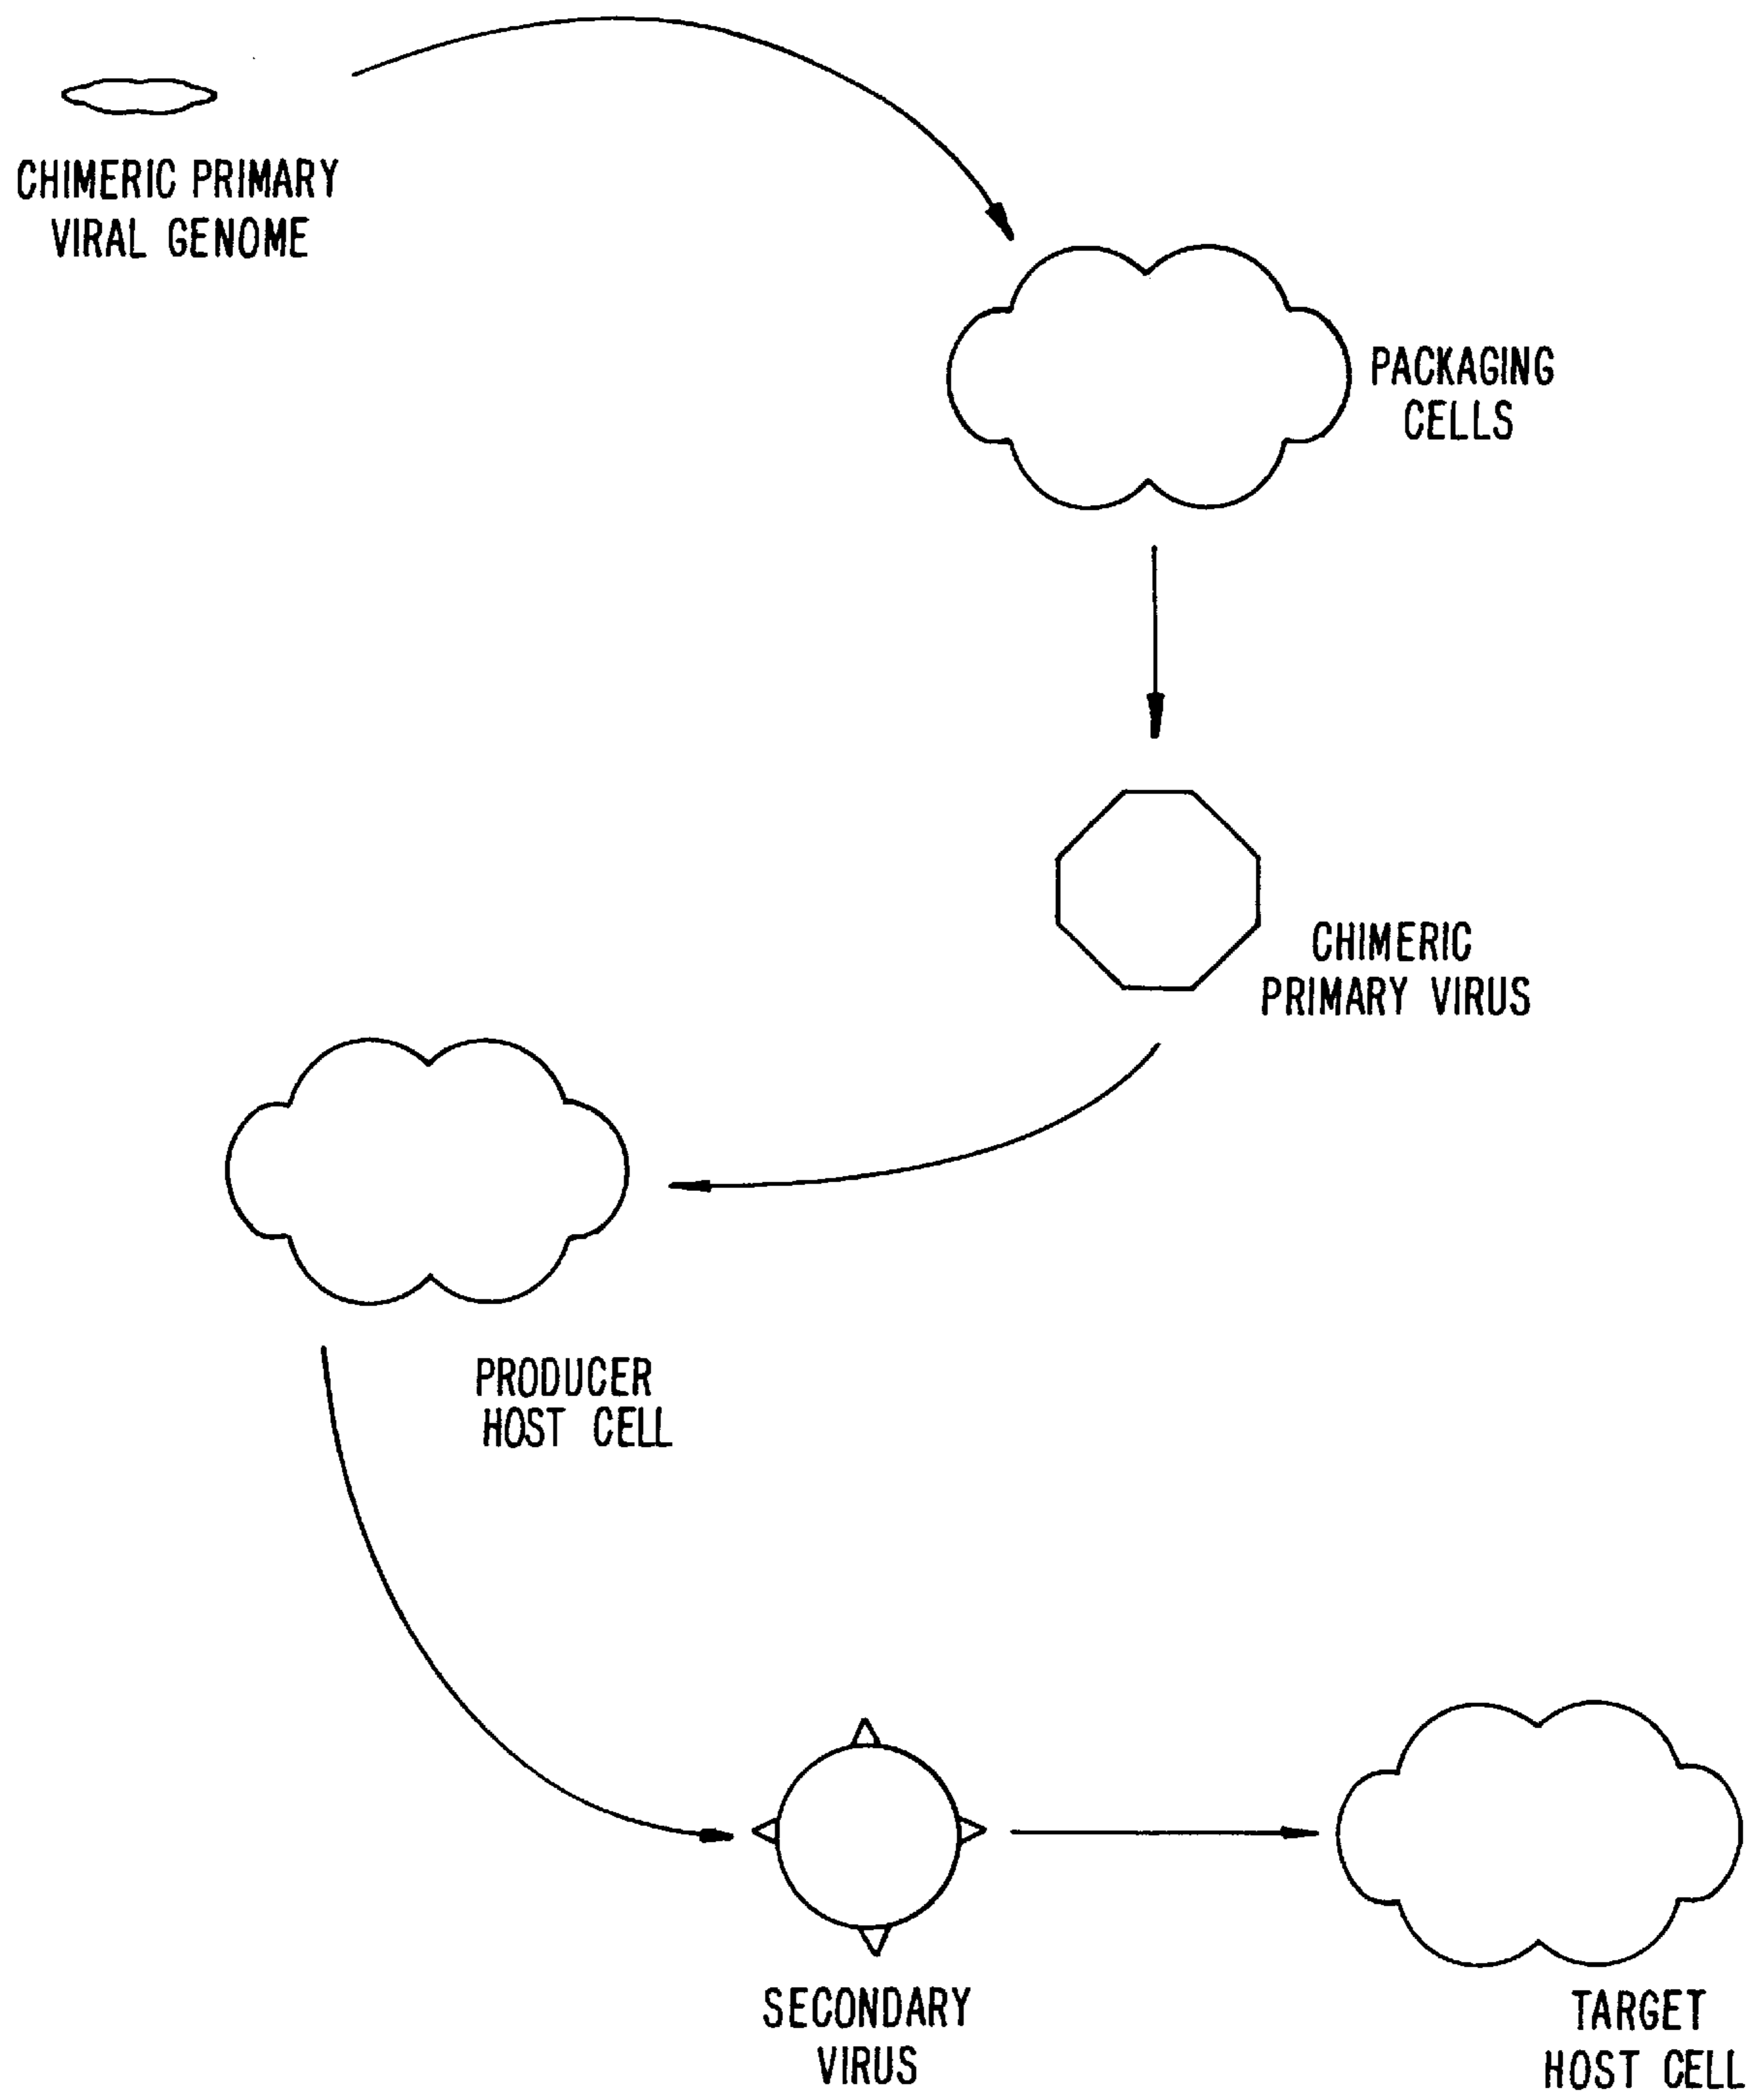 CHIMERIC PRIMARY
VIRAL GENOME
PACKAGING
CELLS
CHIMERIC
PRIMARY VIRUS
PRODUCER
HOST CELL
SECONDARY
VIRUS
TARGET
HOST CELL